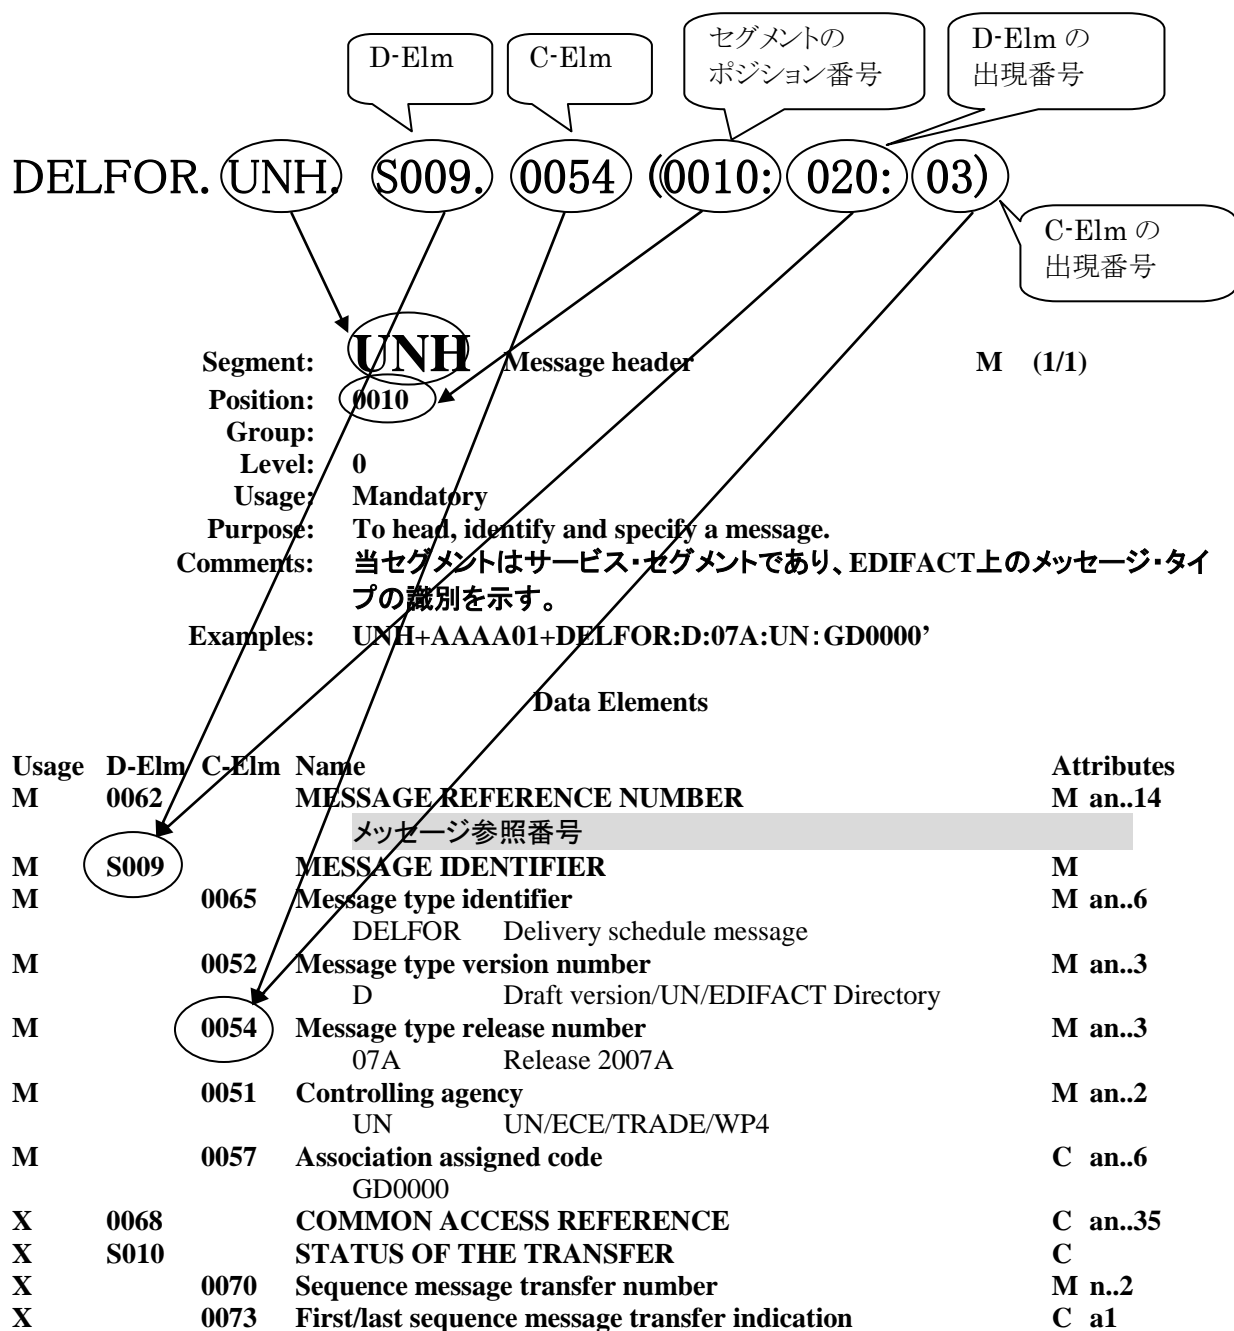 D-Elm
C-Elm
セグメントの
ポジション番号
D-Elm の
出現番号
DELFOR. UNH. S009. 0054 (0010: 020: 03)
C-Elm の
出現番号
Segment: UNH Message header M (1/1)
Position: 0010
Group:
Level: 0
Usage: Mandatory
Purpose: To head, identify and specify a message.
Comments: 当セグメントはサービス・セグメントであり、EDIFACT上のメッセージ・タイ
プの識別を示す。
Examples: UNH+AAAA01+DELFOR:D:07A:UN：GD0000’
Data Elements
Usage D-Elm C-Elm Name Attributes
M 0062 MESSAGE REFERENCE NUMBER M an..14
メッセージ参照番号
M S009 MESSAGE IDENTIFIER M
M 0065 Message type identifier M an..6
DELFOR Delivery schedule message
M 0052 Message type version number M an..3
D Draft version/UN/EDIFACT Directory
M 0054 Message type release number M an..3
07A Release 2007A
M 0051 Controlling agency M an..2
UN UN/ECE/TRADE/WP4
M 0057 Association assigned code C an..6
GD0000
X 0068 COMMON ACCESS REFERENCE C an..35
X S010 STATUS OF THE TRANSFER C
X 0070 Sequence message transfer number M n..2
X 0073 First/last sequence message transfer indication C a1